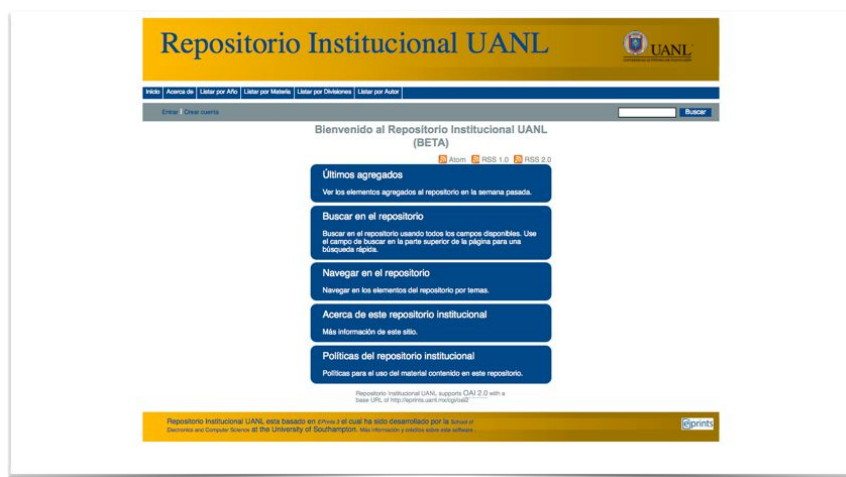 Repositorio Institucional UANL
UANL
Inicio Acerca de Listar por Año Listar por Materia Listar por Divisiones Listar por Autor
Entrar Crear cuenta
Buscar
Bienvenido al Repositorio Institucional UANL
(BETA)
Atom RSS 1.0 RSS 2.0
Últimos agregados
Ver los elementos agregados al repositorio en la semana pasada.
Buscar en el repositorio
Buscar en el repositorio usando todos los campos disponibles. Use
el campo de buscar en la parte superior de la página para una
búsqueda rápida.
Navegar en el repositorio
Navegar en los elementos del repositorio por temas.
Acerca de este repositorio institucional
Más información de este sitio.
Políticas del repositorio institucional
Políticas para el uso del material contenido en este repositorio.
Repositorio Institucional UANL supports OAI 2.0 with a
base URL of http://eprints.uanl.mx/cgi/oai2
Repositorio Institucional UANL esta basado en EPrints 3 el cual ha sido desarrollado por la School of
Electronics and Computer Science at the University of Southampton. Más información y créditos sobre este software.
eprints